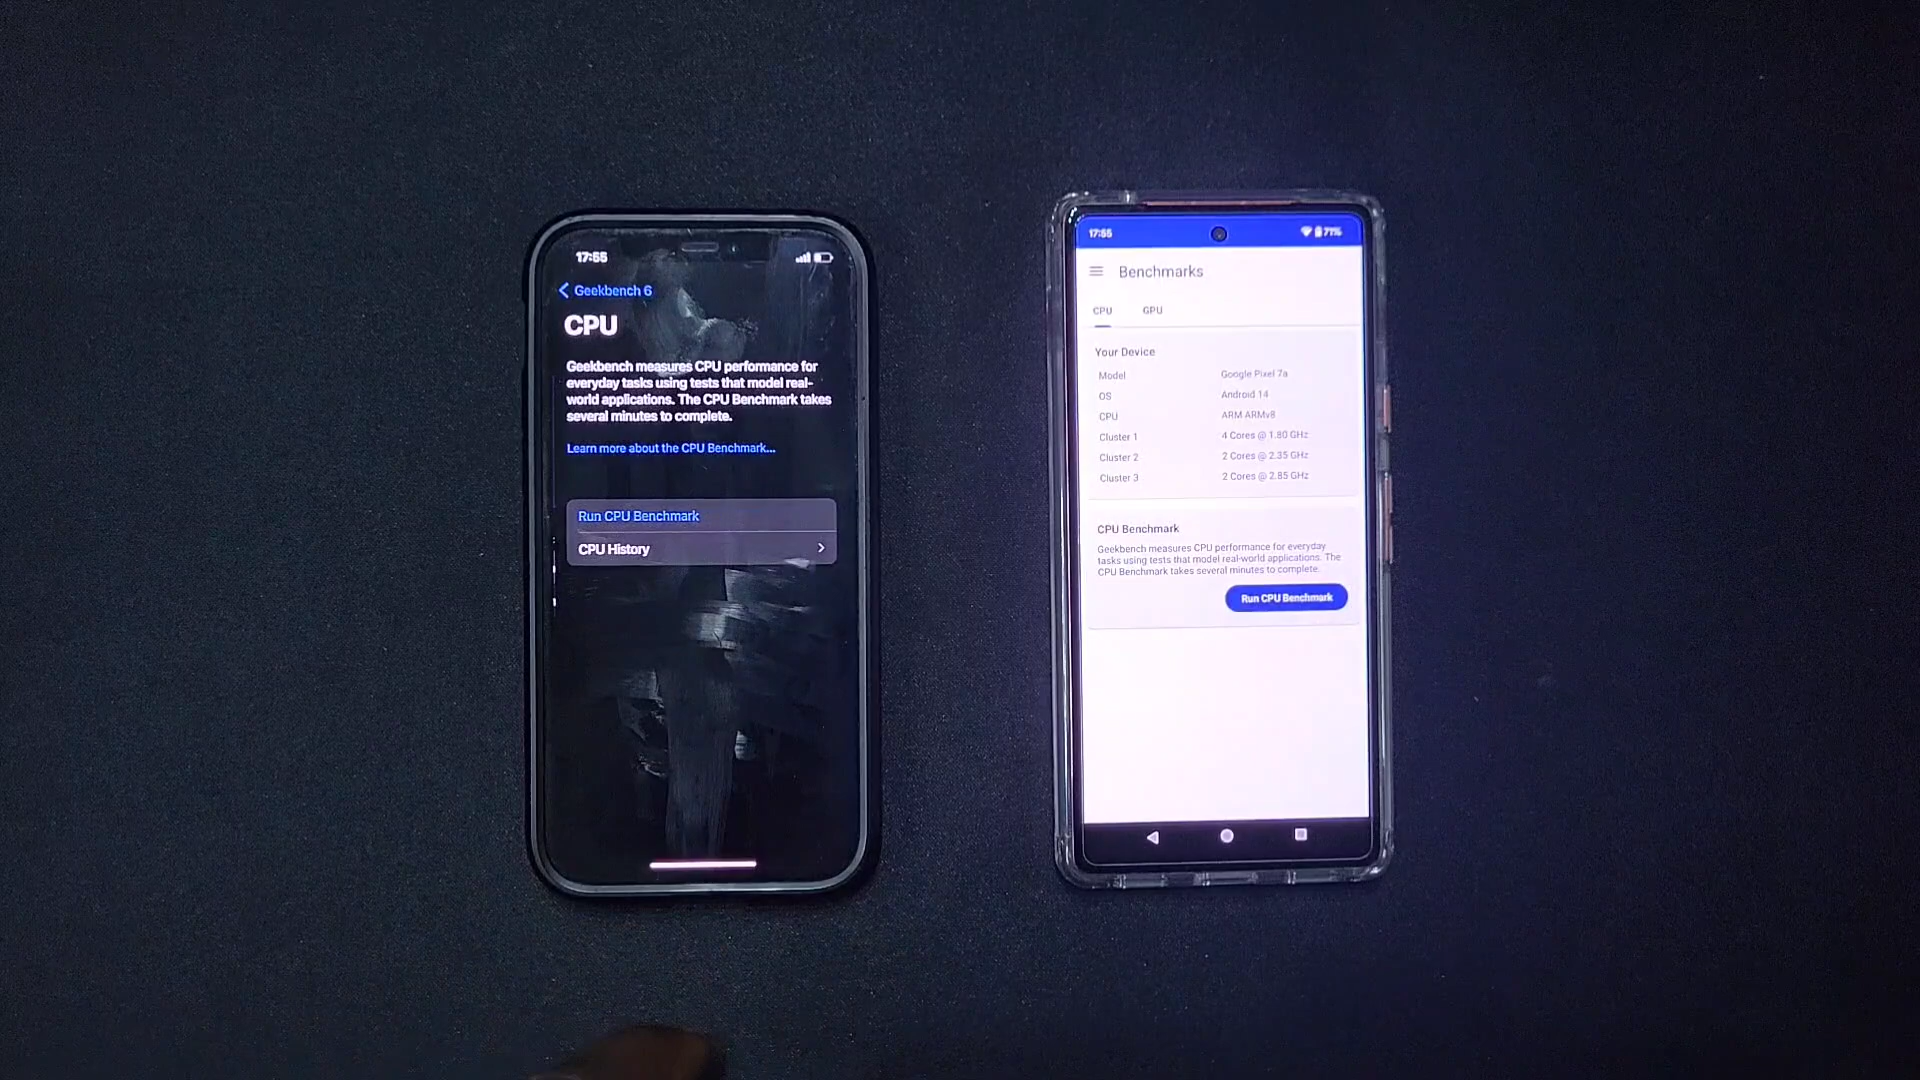 17:55
Geekbench 6
CPU
Geekbench measures CPU performance for
everyday tasks using tests that model real-
world applications. The CPU Benchmark takes
several minutes to complete.
Learn more about the CPU Benchmark...
Run CPU Benchmark
CPU History
17:55
71%
Benchmarks
CPU
GPU
Your Device
Model Google Pixel 7a
OS Android 14
CPU ARM ARMv8
Cluster 1 4 Cores @ 1.80 GHz
Cluster 2 2 Cores @ 2.35 GHz
Cluster 3 2 Cores @ 2.85 GHz
CPU Benchmark
Geekbench measures CPU performance for everyday
tasks using tests that model real-world applications. The
CPU Benchmark takes several minutes to complete.
Run CPU Benchmark